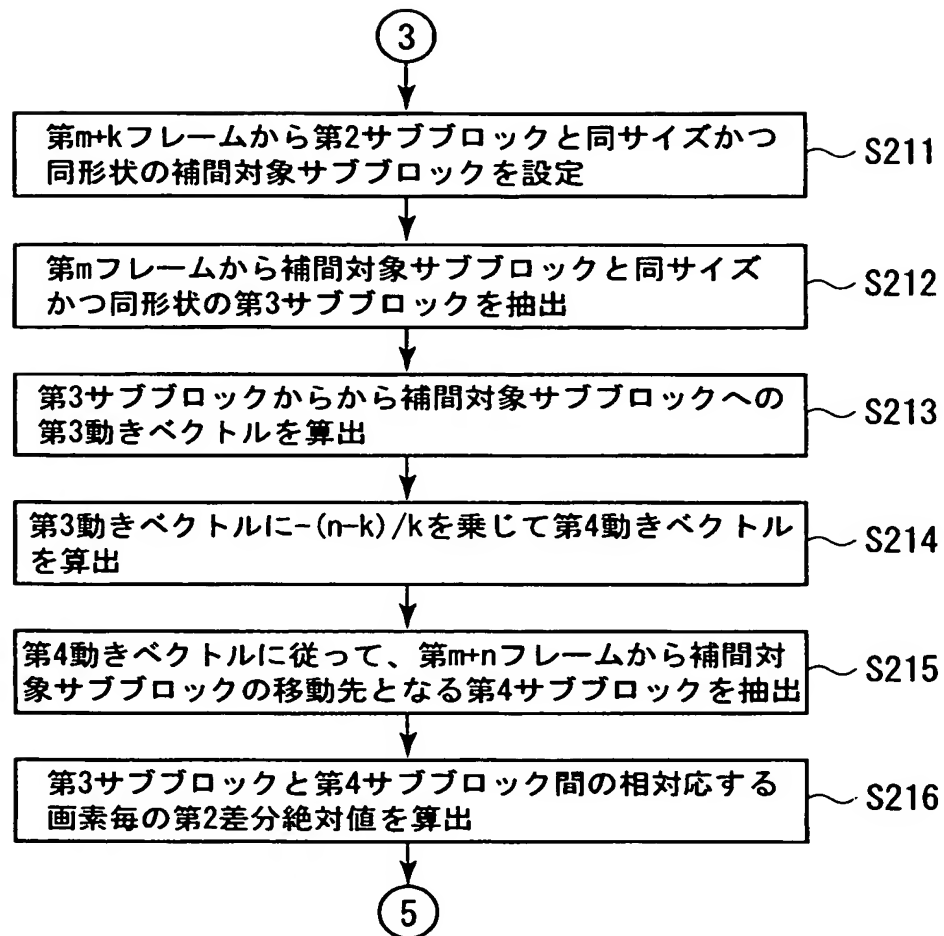 3
第m+kフレームから第2サブブロックと同サイズかつ
同形状の補間対象サブブロックを設定
S211
第mフレームから補間対象サブブロックと同サイズ
かつ同形状の第3サブブロックを抽出
S212
第3サブブロックからから補間対象サブブロックへの
第3動きベクトルを算出
S213
第3動きベクトルに-(n-k)/kを乗じて第4動きベクトル
を算出
S214
第4動きベクトルに従って、第m+nフレームから補間対
象サブブロックの移動先となる第4サブブロックを抽出
S215
第3サブブロックと第4サブブロック間の相対応する
画素毎の第2差分絶対値を算出
S216
5